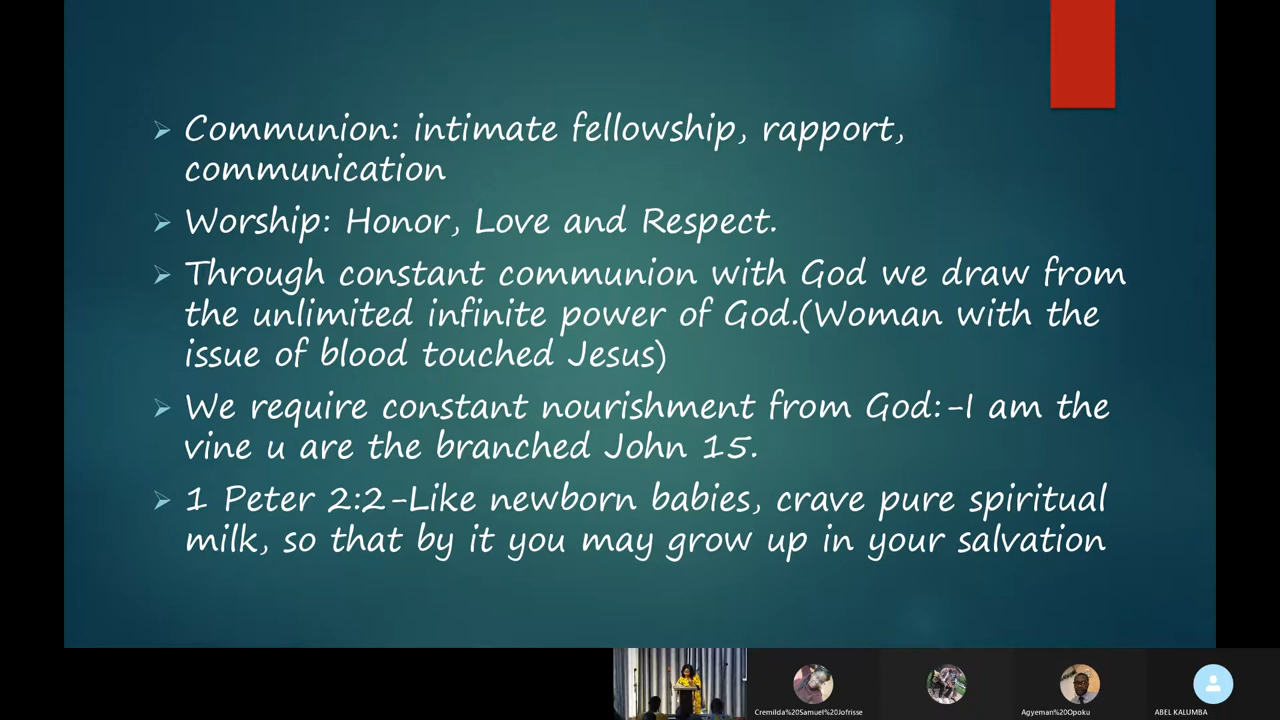 Communion: intimate fellowship, rapport,
communication
Worship: Honor, Love and Respect.
Through constant communion with God we draw from
the unlimited infinite power of God.(Woman with the
issue of blood touched Jesus)
We require constant nourishment from God:-I am the
vine u are the branched John 15.
1 Peter 2:2-Like newborn babies, crave pure spiritual
milk, so that by it you may grow up in your salvation
Cremilda%20Samuel%20Jofrisse
Agyeman%20Opoku
ABEL KALUMBA